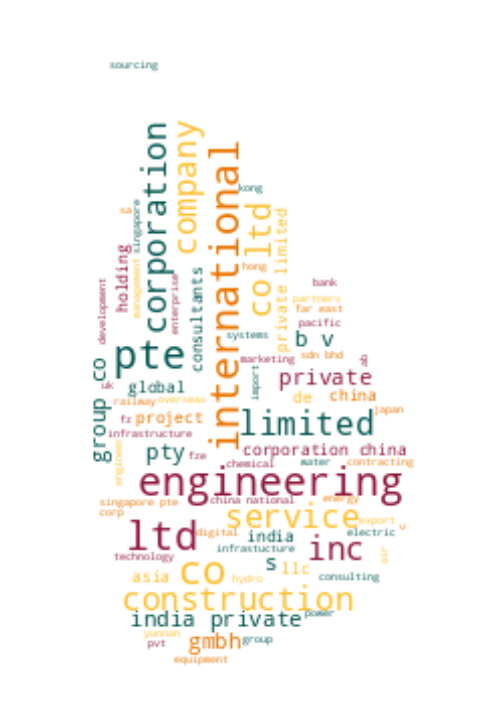 sourcing
corporation
company
international
kong
co ltd
private limited
sa
singapore
holding
management
enterprise
consultants
hong
development
bank
partners
far east
pacific
systems
b v
pte
group co
marketing
sdn bhd
ab
import
private
uk
global
railway
overseas
de
china
japan
fz
project
limited
infrastructure
engineer
pty
fze
corporation china
chemical
water
contracting
engineering
singapore pte
china national
energy
corp
service
export
u
ltd
digital
india
electric
infrastucture
inc
air
technology
s
llc
asia
co
hydro
consulting
construction
power
india private
yunnan
gmbh
group
pvt
equipment